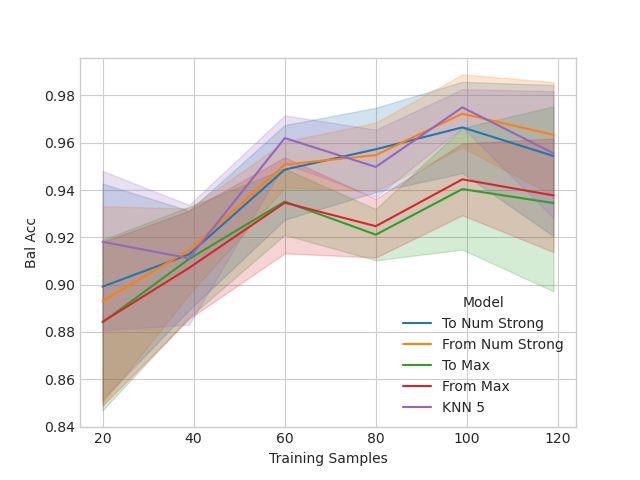 0.98
0.96
0.94
0.92
0.90
0.88
0.86
0.84
Bal Acc
20
40
60
80
100
120
Training Samples
Model
To Num Strong
From Num Strong
To Max
From Max
KNN 5